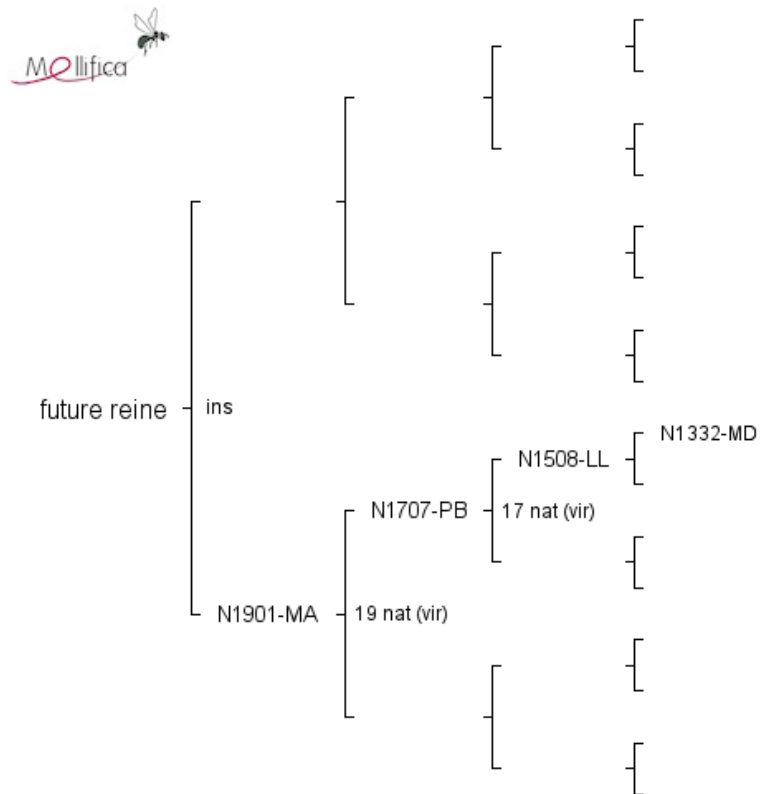 Mellifica
N1332-MD
future reine
ins
N1508-LL
N1707-PB
17 nat (vir)
N1901-MA
19 nat (vir)